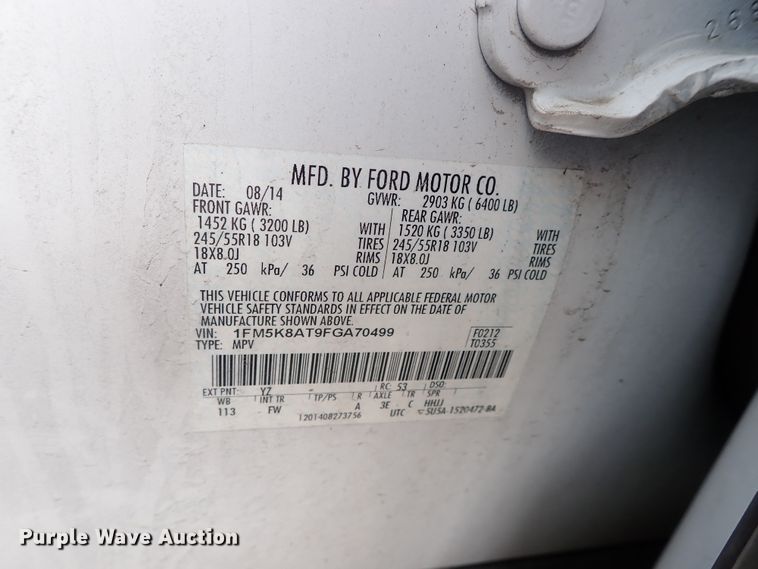 266
MFD. BY FORD MOTOR CO.
DATE: 08/14 GVWR: 2903 KG ( 6400 LB)
FRONT GAWR: REAR GAWR:
1452 KG ( 3200 LB) WITH 1520 KG ( 3350 LB) WITH
245/55R18 103V TIRES 245/55R18 103V TIRES
18X8.0J RIMS 18X8.0J RIMS
AT 250 kPa/ 36 PSI COLD AT 250 kPa/ 36 PSI COLD
THIS VEHICLE CONFORMS TO ALL APPLICABLE FEDERAL MOTOR
VEHICLE SAFETY STANDARDS IN EFFECT ON THE DATE OF
MANUFACTURE SHOWN ABOVE.
VIN: 1FM5K8AT9FGA70499 F0212
TYPE: MPV T0355
EXT PNT: YZ - RC: 53 DSO:
WB INT TR TP/PS R AXLE TR SPR
113 FW A 3E C HHJJ
1201408273756 UTC 5U5A-1520472-BA
Purple Wave Auction